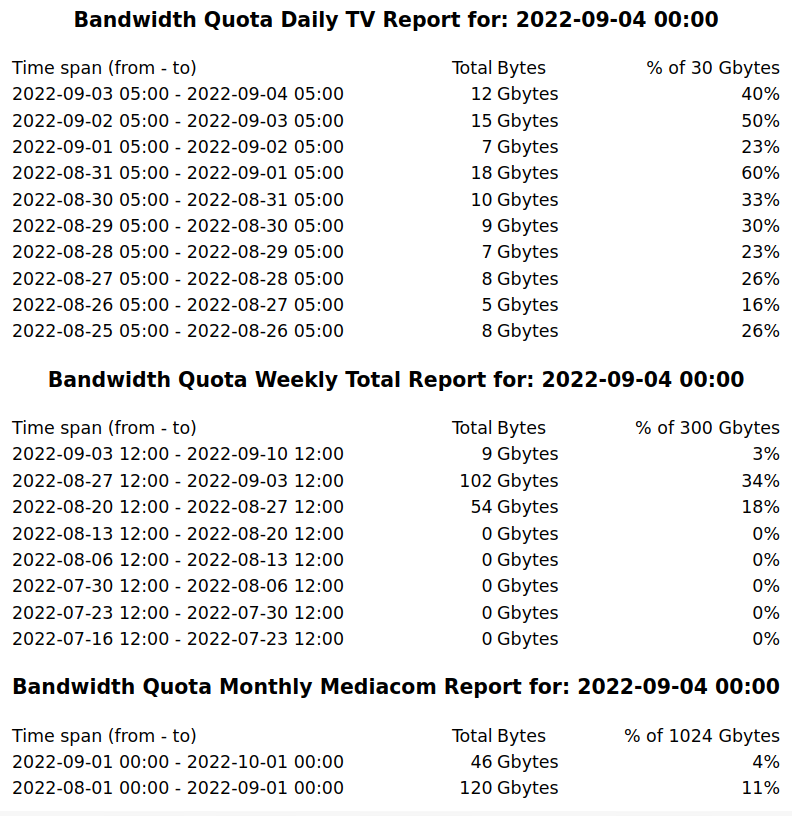 Bandwidth Quota Daily TV Report for: 2022-09-04 00:00
Time span (from - to) Total Bytes % of 30 Gbytes
2022-09-03 05:00 - 2022-09-04 05:00 12 Gbytes 40%
2022-09-02 05:00 - 2022-09-03 05:00 15 Gbytes 50%
2022-09-01 05:00 - 2022-09-02 05:00 7 Gbytes 23%
2022-08-31 05:00 - 2022-09-01 05:00 18 Gbytes 60%
2022-08-30 05:00 - 2022-08-31 05:00 10 Gbytes 33%
2022-08-29 05:00 - 2022-08-30 05:00 9 Gbytes 30%
2022-08-28 05:00 - 2022-08-29 05:00 7 Gbytes 23%
2022-08-27 05:00 - 2022-08-28 05:00 8 Gbytes 26%
2022-08-26 05:00 - 2022-08-27 05:00 5 Gbytes 16%
2022-08-25 05:00 - 2022-08-26 05:00 8 Gbytes 26%
Bandwidth Quota Weekly Total Report for: 2022-09-04 00:00
Time span (from - to) Total Bytes % of 300 Gbytes
2022-09-03 12:00 - 2022-09-10 12:00 9 Gbytes 3%
2022-08-27 12:00 - 2022-09-03 12:00 102 Gbytes 34%
2022-08-20 12:00 - 2022-08-27 12:00 54 Gbytes 18%
2022-08-13 12:00 - 2022-08-20 12:00 0 Gbytes 0%
2022-08-06 12:00 - 2022-08-13 12:00 0 Gbytes 0%
2022-07-30 12:00 - 2022-08-06 12:00 0 Gbytes 0%
2022-07-23 12:00 - 2022-07-30 12:00 0 Gbytes 0%
2022-07-16 12:00 - 2022-07-23 12:00 0 Gbytes 0%
Bandwidth Quota Monthly Mediacom Report for: 2022-09-04 00:00
Time span (from - to) Total Bytes % of 1024 Gbytes
2022-09-01 00:00 - 2022-10-01 00:00 46 Gbytes 4%
2022-08-01 00:00 - 2022-09-01 00:00 120 Gbytes 11%